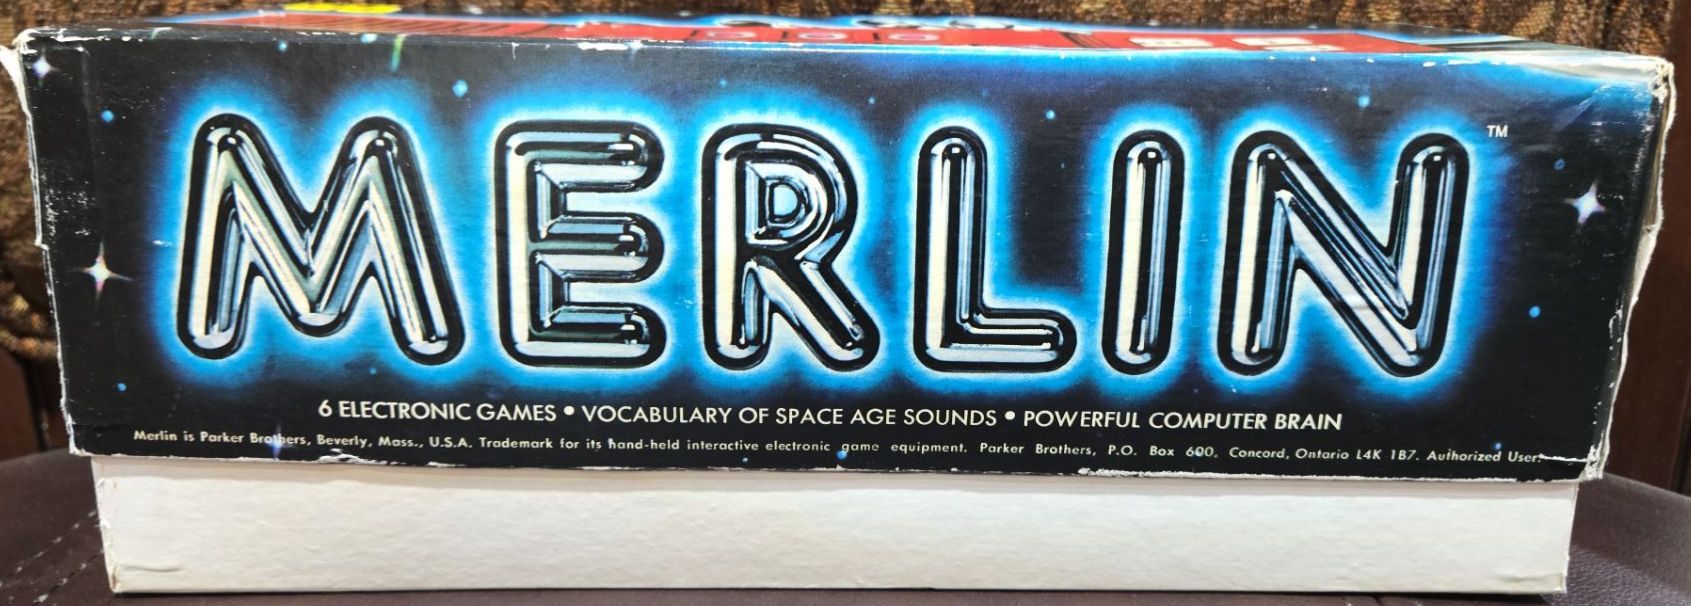 MERLIN™
6 ELECTRONIC GAMES • VOCABULARY OF SPACE AGE SOUNDS • POWERFUL COMPUTER BRAIN
Merlin is Parker Brothers, Beverly, Mass., U.S.A. Trademark for its hand-held interactive electronic game equipment. Parker Brothers, P.O. Box 600, Concord, Ontario L4K 1B7. Authorized User.